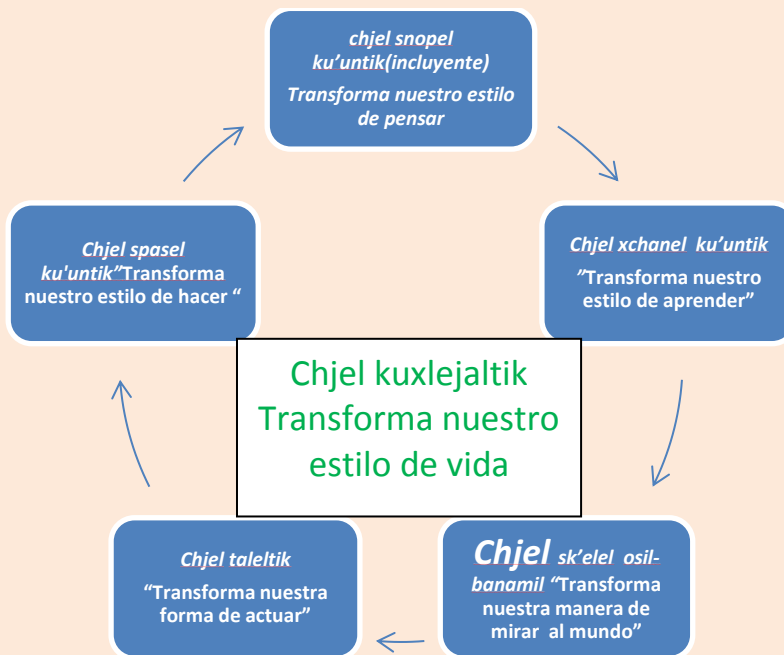 chjel snopel
ku’untik(incluyente)
Transforma nuestro estilo
de pensar
Chjel xchanel  ku’untik
”Transforma nuestro
estilo de aprender”
Chjel sk’elel  osil-
banamil “Transforma
nuestra manera de
mirar  al mundo”
Chjel taleltik
“Transforma nuestra
forma de actuar”
Chjel spasel
ku'untik”Transforma
nuestro estilo de hacer “
Chjel kuxlejaltik
Transforma nuestro
estilo de vida